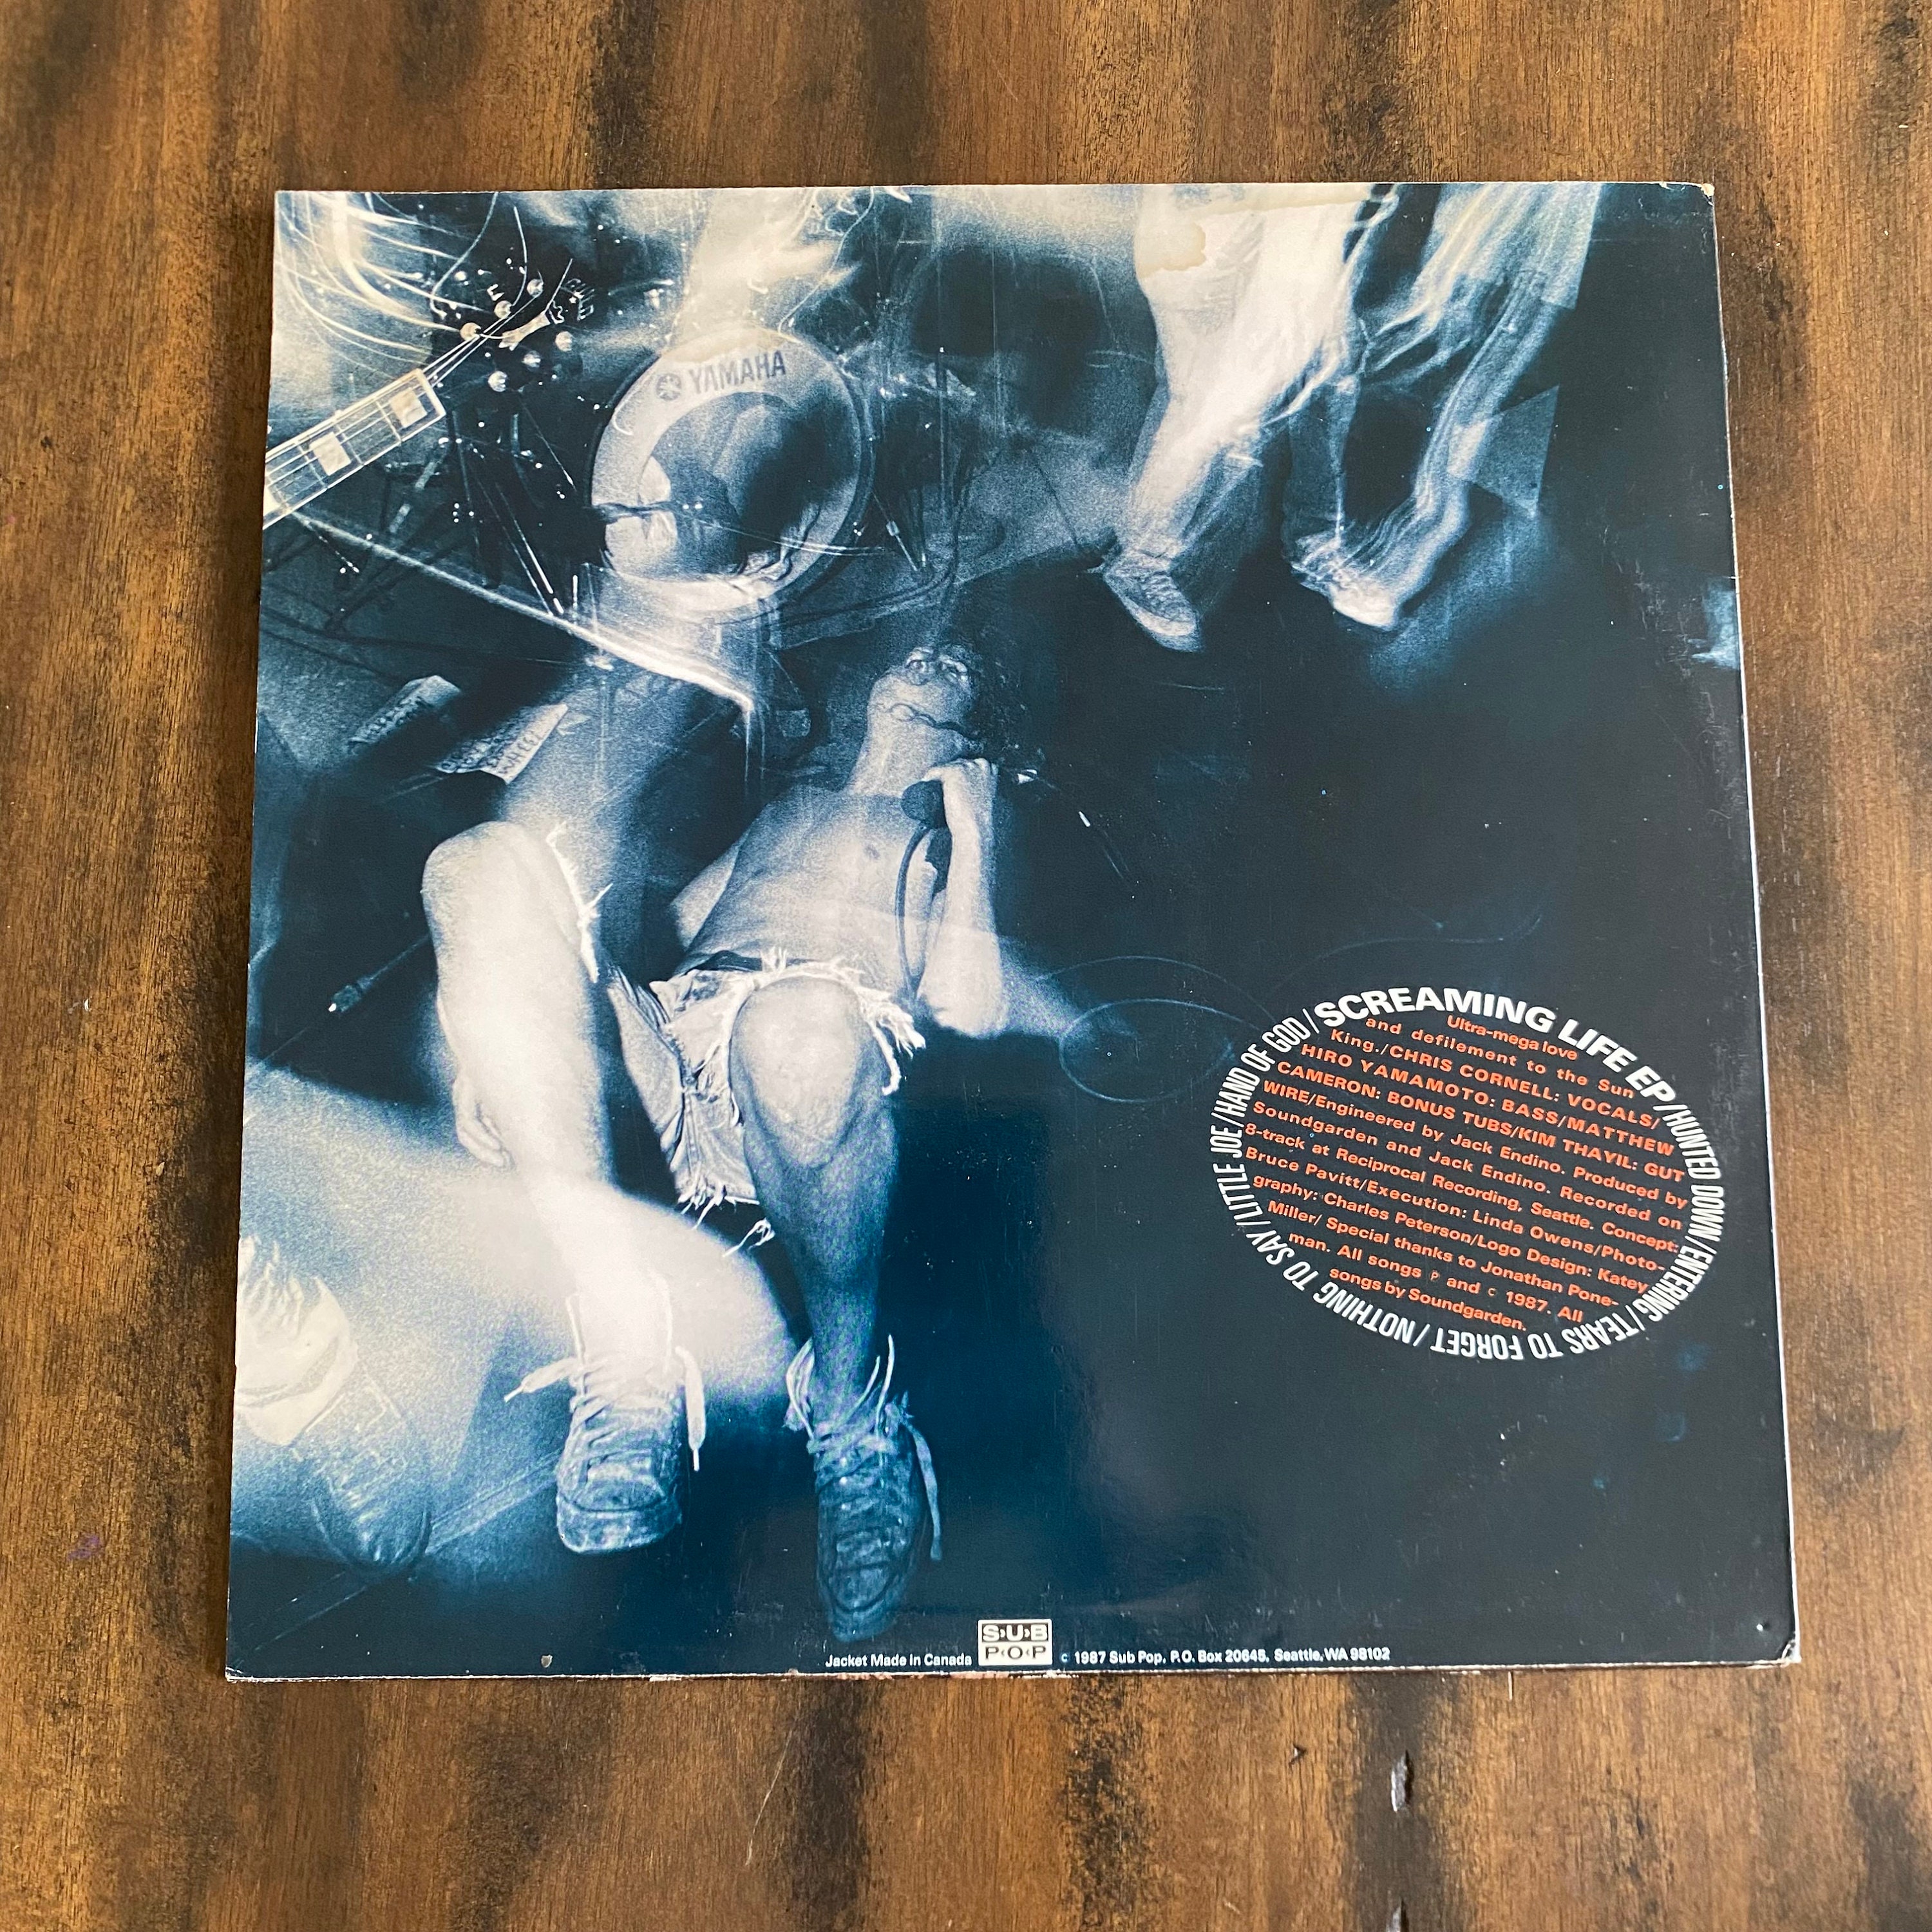 YAMAHA
SCREAMING LIFE EP/HUNTED DOWN/ENTERING/TEARS TO FORGET/NOTHING TO SAY/LITTLE JOE/HAND OF GOD/
Ultra-mega love
and defilement to the Sun
King./CHRIS CORNELL: VOCALS/
HIRO YAMAMOTO: BASS/MATTHEW
CAMERON: BONUS TUBS/KIM THAYIL: GUT
WIRE/Engineered by Jack Endino. Produced by
Soundgarden and Jack Endino. Recorded on
8-track at Reciprocal Recording, Seattle. Concept:
Bruce Pavitt/Execution: Linda Owens/Photo-
graphy: Charles Peterson/Logo Design: Katey
Miller/ Special thanks to Jonathan Pone-
man. All songs P and c 1987. All
songs by Soundgarden.
S·U·B
P·O·P
Jacket Made in Canada
c 1987 Sub Pop, P.O. Box 20645, Seattle, WA 98102